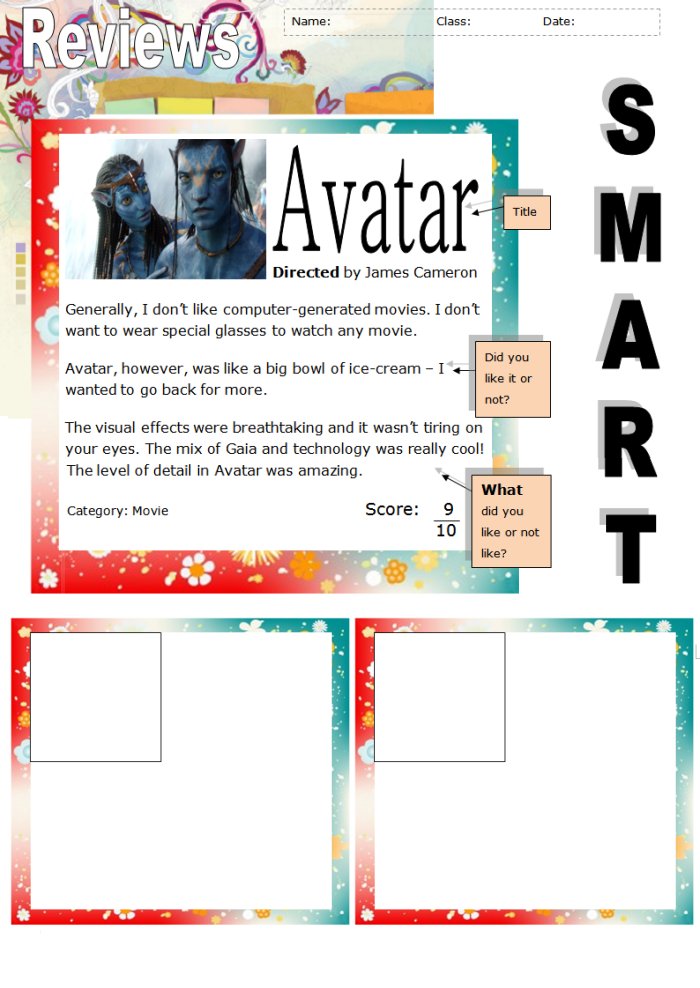 Reviews
Name: Class: Date:
SMART
Avatar
Title
Directed by James Cameron
Generally, I don’t like computer-generated movies. I don’t
want to wear special glasses to watch any movie.
Avatar, however, was like a big bowl of ice-cream – I
wanted to go back for more.
Did you
like it or
not?
The visual effects were breathtaking and it wasn’t tiring on
your eyes. The mix of Gaia and technology was really cool!
The level of detail in Avatar was amazing.
What
did you
like or not
like?
Category: Movie
Score: 9
10